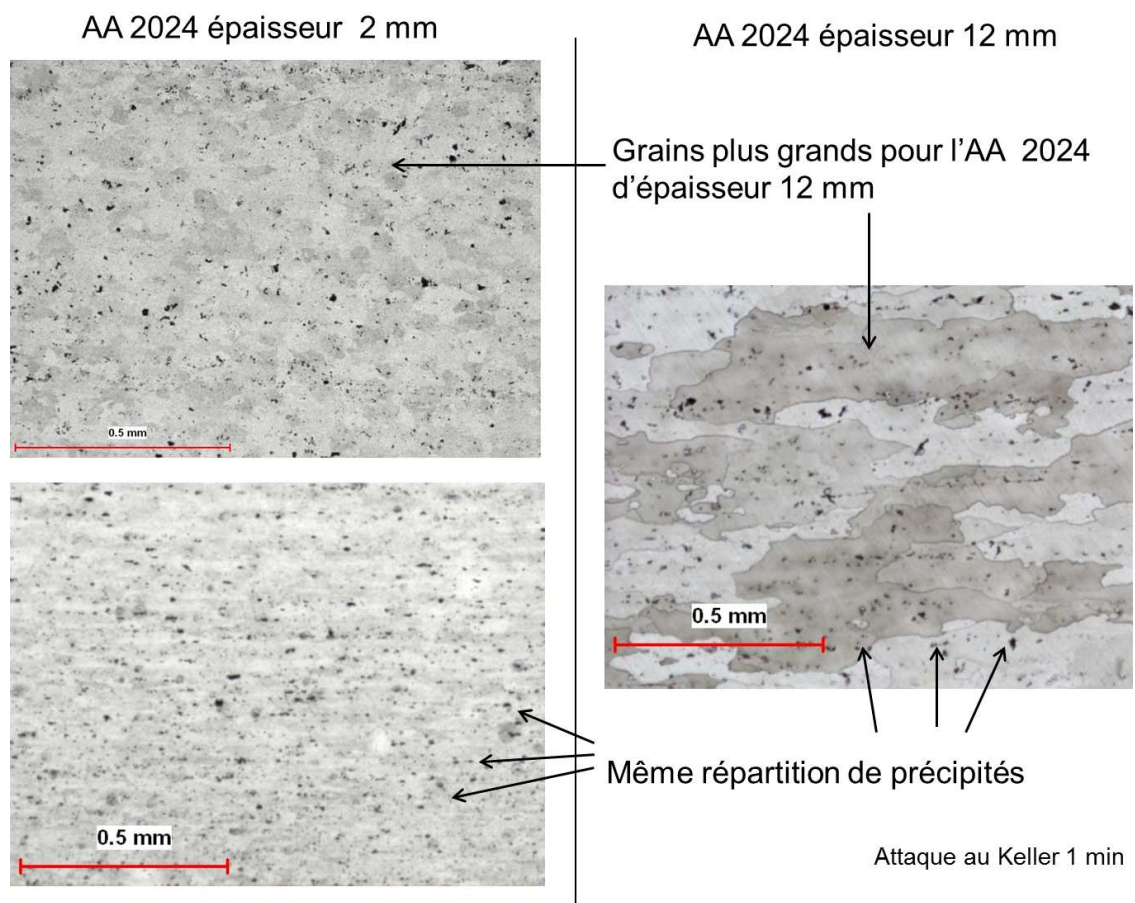 AA 2024 épaisseur 2 mm
AA 2024 épaisseur 12 mm
Grains plus grands pour l’AA 2024
d’épaisseur 12 mm
0.5 mm
0.5 mm
0.5 mm
Même répartition de précipités
Attaque au Keller 1 min